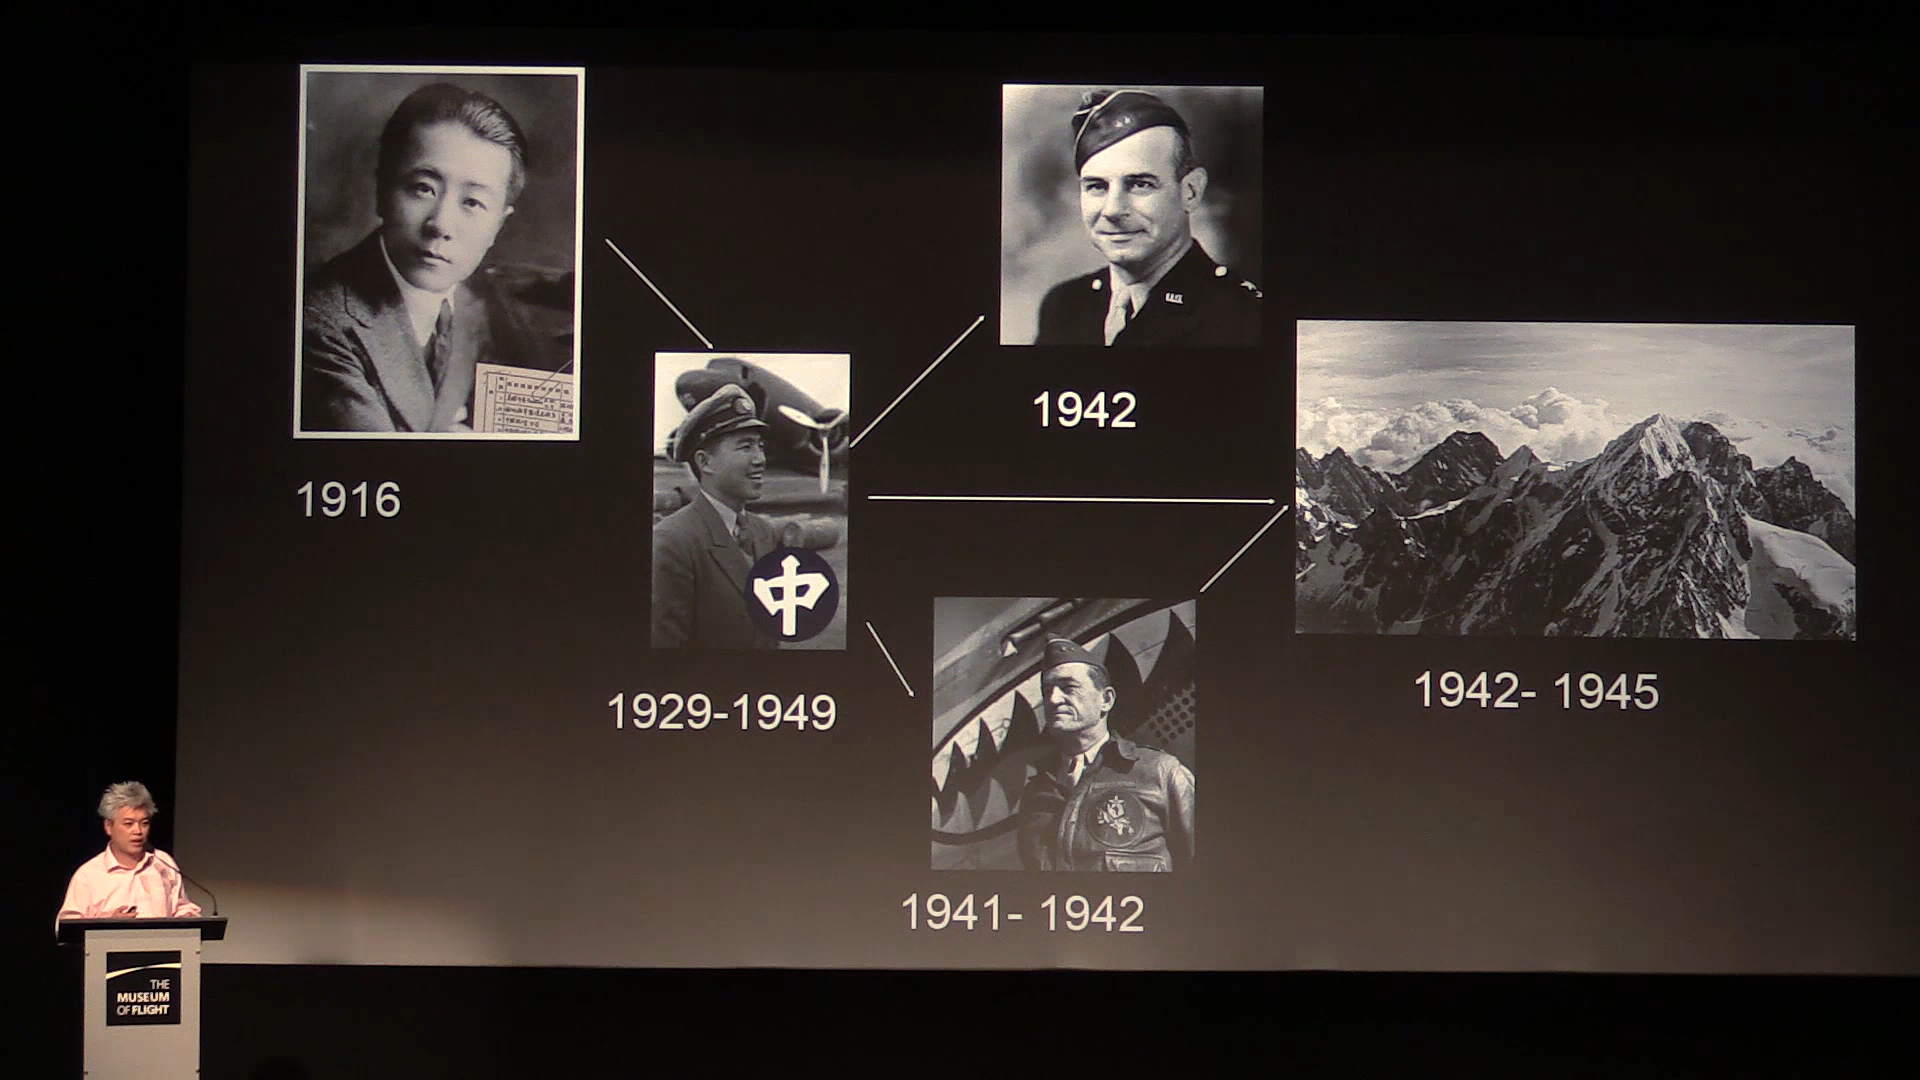 1916
1942
中
1929-1949
1942- 1945
1941- 1942
THE
MUSEUM
OF FLIGHT